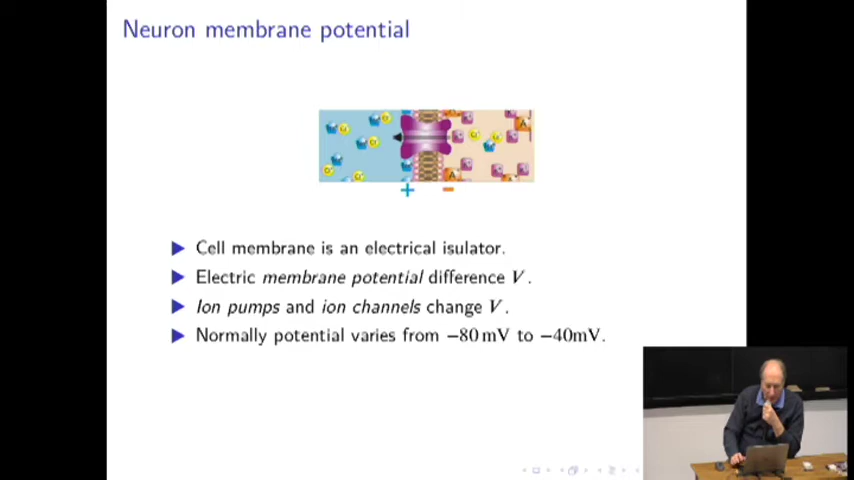 Neuron membrane potential
+ −
Cell membrane is an electrical isulator.
Electric membrane potential difference V.
Ion pumps and ion channels change V.
Normally potential varies from −80 mV to −40mV.